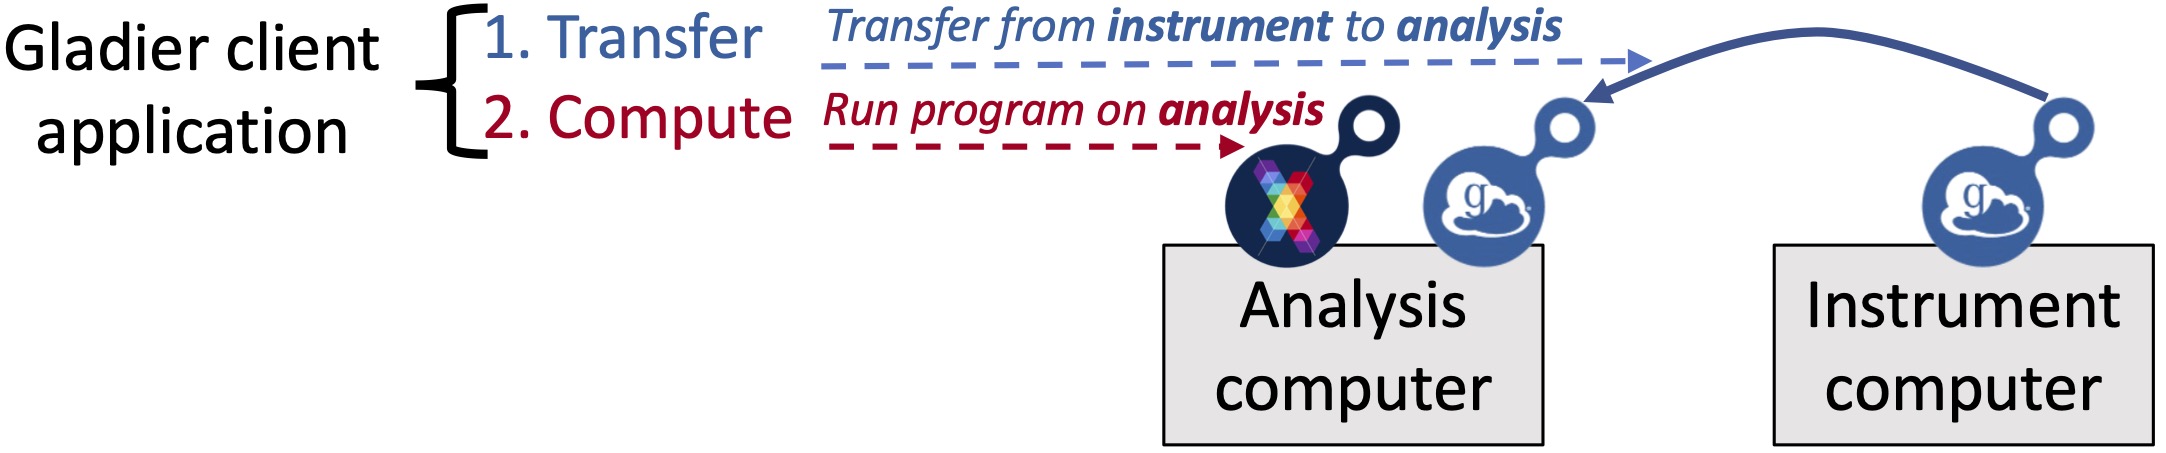 Gladier client
application
1. Transfer
2. Compute
Transfer from instrument to analysis
Run program on analysis
g
g
Analysis
computer
Instrument
computer